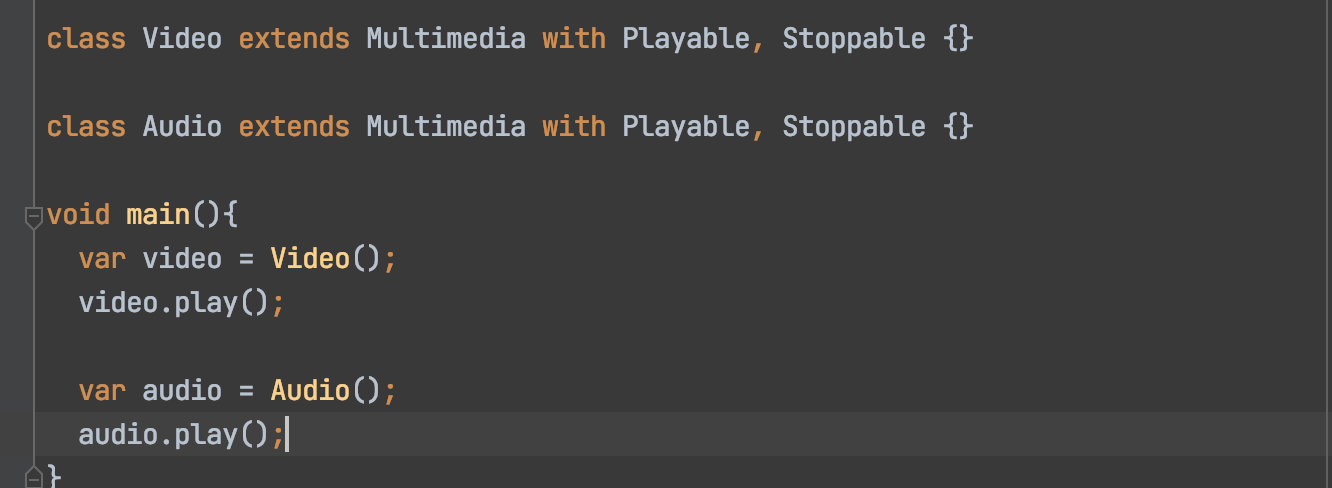 class Video extends Multimedia with Playable, Stoppable {}
class Audio extends Multimedia with Playable, Stoppable {}
void main(){
  var video = Video();
  video.play();
  var audio = Audio();
  audio.play();
}